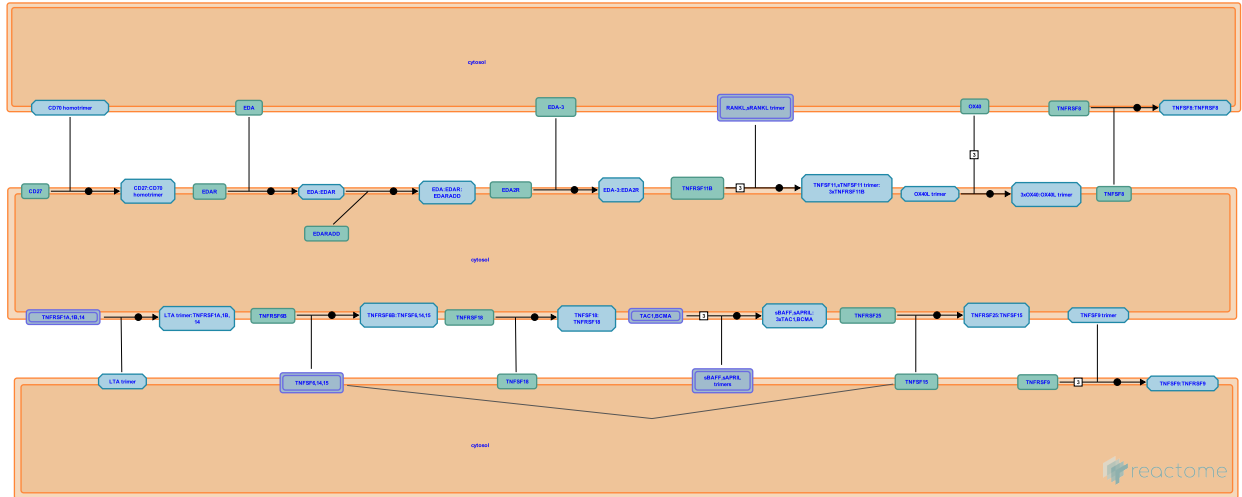 cytosol
CD70 homotrimer
EDA
EDA-3
RANKL,sRANKL trimer
OX40
TNFRSF8
TNFSF8:TNFRSF8
3
CD27
CD27:CD70
homotrimer
EDAR
EDA:EDAR
EDA:EDAR:
EDARADD
EDA2R
EDA-3:EDA2R
TNFRSF11B
3
TNFSF11,sTNFSF11 trimer:
3xTNFRSF11B
OX40L trimer
3xOX40:OX40L trimer
TNFSF8
EDARADD
cytosol
TNFRSF1A,1B,14
LTA trimer:TNFRSF1A,1B,
14
TNFRSF6B
TNFRSF6B:TNFSF6,14,15
TNFRSF18
TNFSF18:
TNFRSF18
TAC1,BCMA
3
sBAFF,sAPRIL:
3xTAC1,BCMA
TNFRSF25
TNFRSF25:TNFSF15
TNFSF9 trimer
LTA trimer
TNFSF6,14,15
TNFSF18
sBAFF,sAPRIL
trimers
TNFSF15
TNFRSF9
3
TNFSF9:TNFRSF9
cytosol
reactome